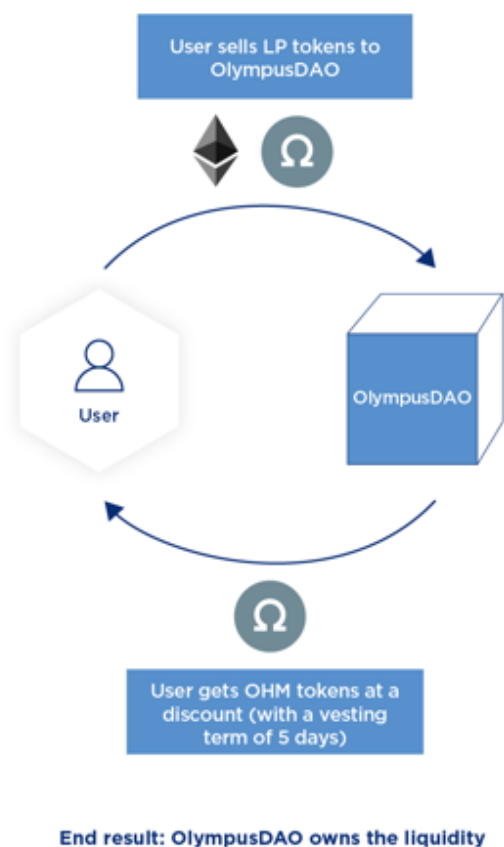 User sells LP tokens to
OlympusDAO
Ω
User
OlympusDAO
Ω
User gets OHM tokens at a
discount (with a vesting
term of 5 days)
End result: OlympusDAO owns the liquidity